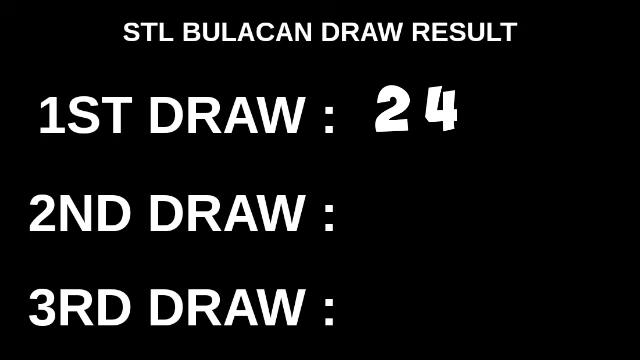 STL BULACAN DRAW RESULT
1ST DRAW : 2 4
2ND DRAW :
3RD DRAW :